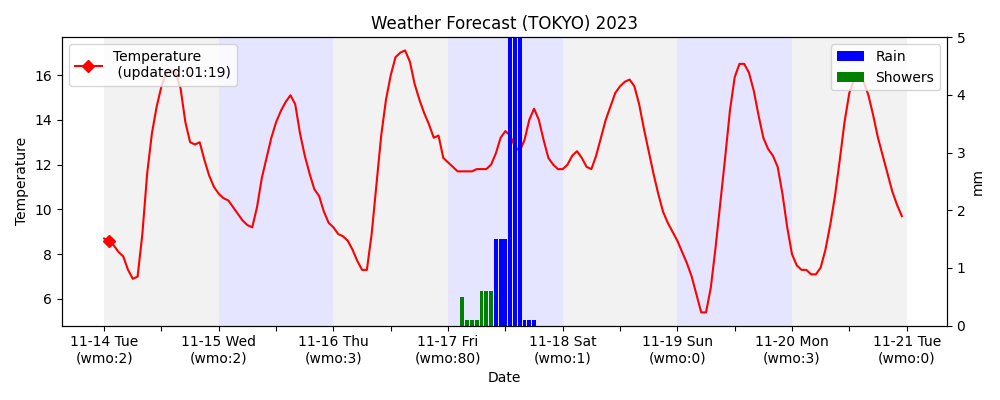 Weather Forecast (TOKYO) 2023
Temperature
(updated:01:19)
Rain
Showers
Temperature
16
14
12
10
8
6
5
4
3
2
1
0
mm
11-14 Tue
(wmo:2)
11-15 Wed
(wmo:2)
11-16 Thu
(wmo:3)
11-17 Fri
(wmo:80)
11-18 Sat
(wmo:1)
11-19 Sun
(wmo:0)
11-20 Mon
(wmo:3)
11-21 Tue
(wmo:0)
Date